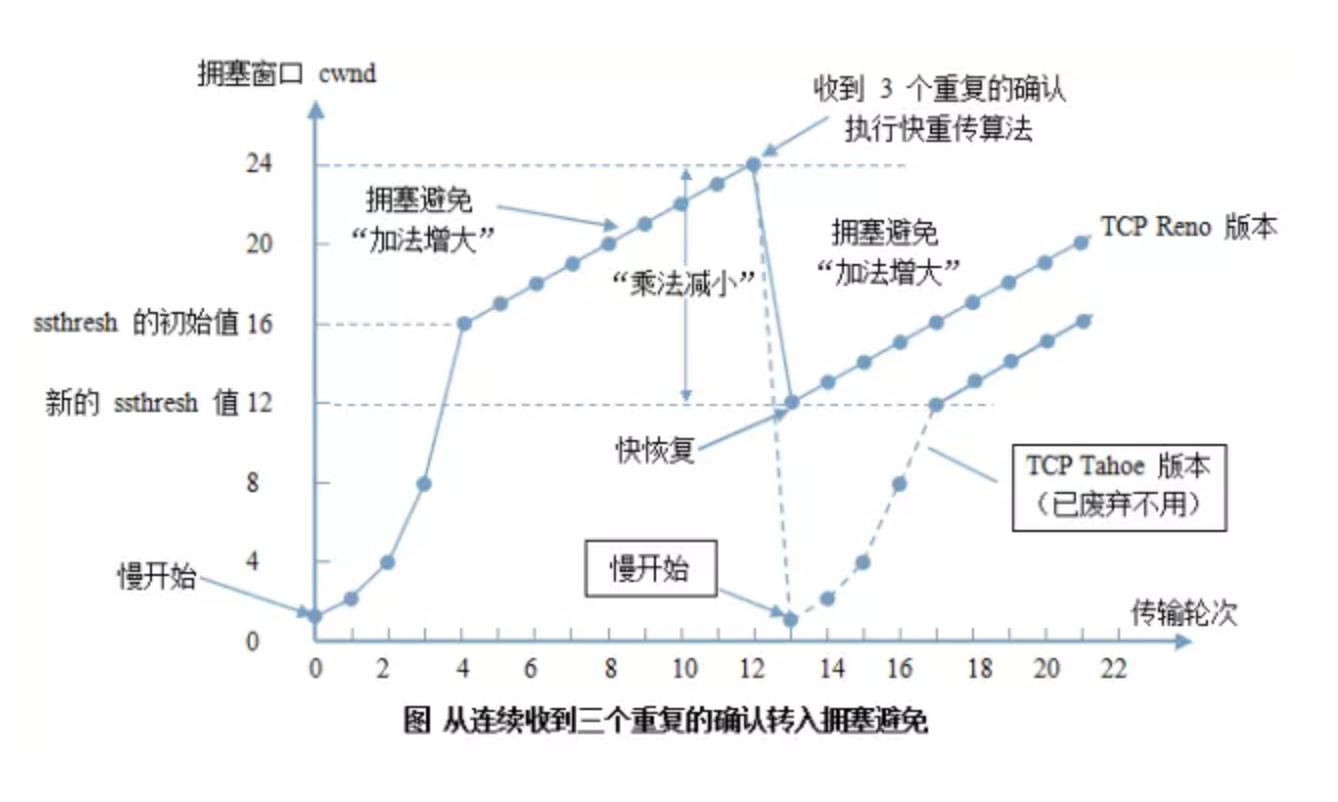 拥塞窗口 cwnd
收到 3 个重复的确认
执行快重传算法
24
拥塞避免
“加法增大”
20
拥塞避免
“加法增大”
TCP Reno 版本
“乘法减小”
ssthresh 的初始值 16
新的 ssthresh 值 12
快恢复
TCP Tahoe 版本
（已废弃不用）
8
4
慢开始
慢开始
传输轮次
0
0 2 4 6 8 10 12 14 16 18 20 22
图 从连续收到三个重复的确认转入拥塞避免